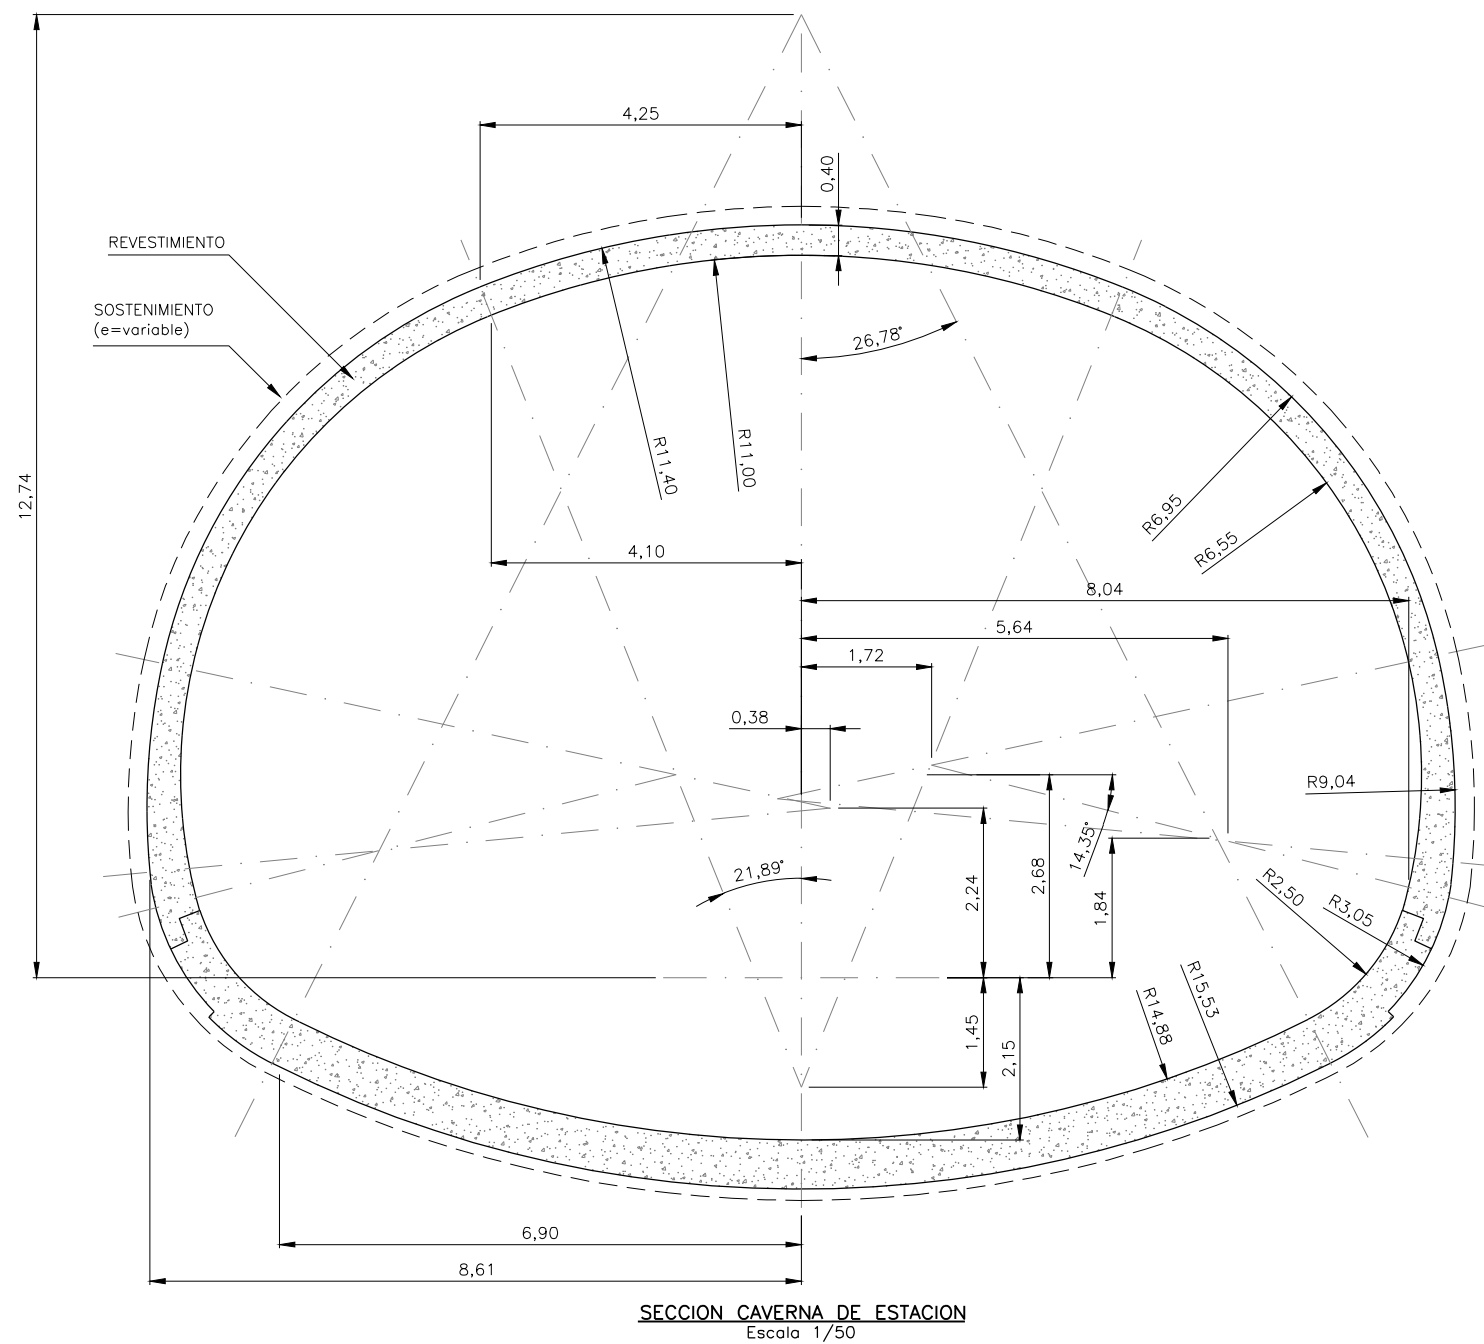 4,25
0,40
REVESTIMIENTO
SOSTENIMIENTO
(e=variable)
26,78°
R11,40
R11,00
12,74
R6,95
R6,55
4,10
8,04
5,64
1,72
0,38
R9,04
14,35°
21,89°
2,24
2,68
1,84
R2,50
R3,05
R15,53
R14,88
1,45
2,15
6,90
8,61
SECCION CAVERNA DE ESTACION
Escala 1/50